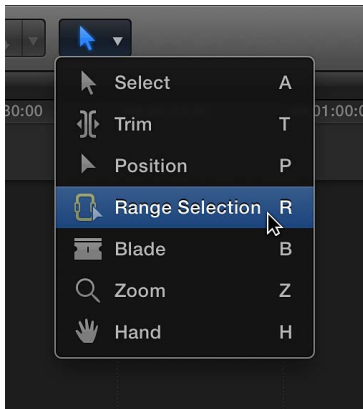 30:00
01:00:0
Select A
Trim T
Position P
Range Selection R
Blade B
Zoom Z
Hand H